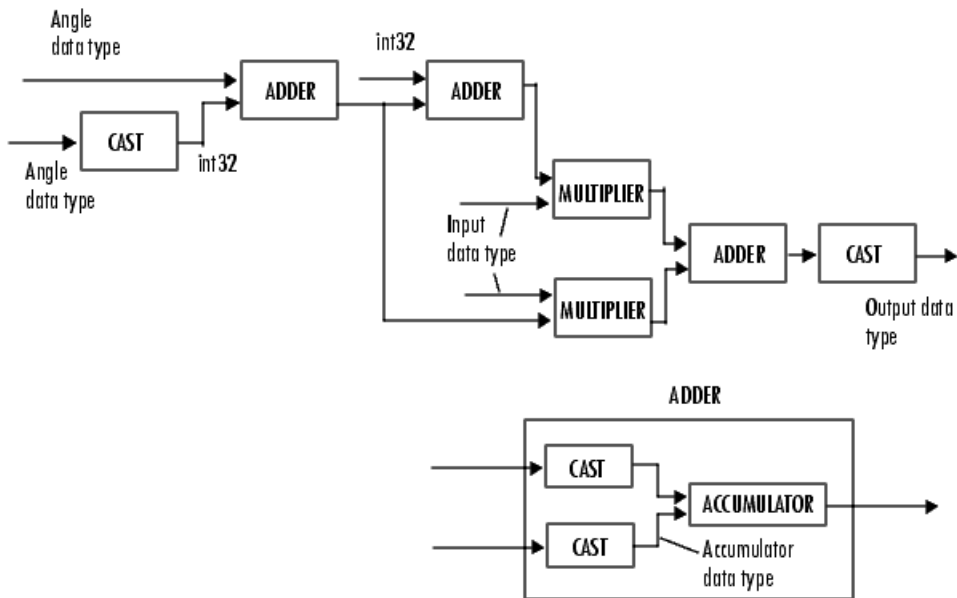 Angle
data type
int32
ADDER
ADDER
CAST
int32
Angle
data type
MULTIPLIER
Input
data type
ADDER
CAST
MULTIPLIER
Output data
type
ADDER
CAST
ACCUMULATOR
CAST
Accumulator
data type